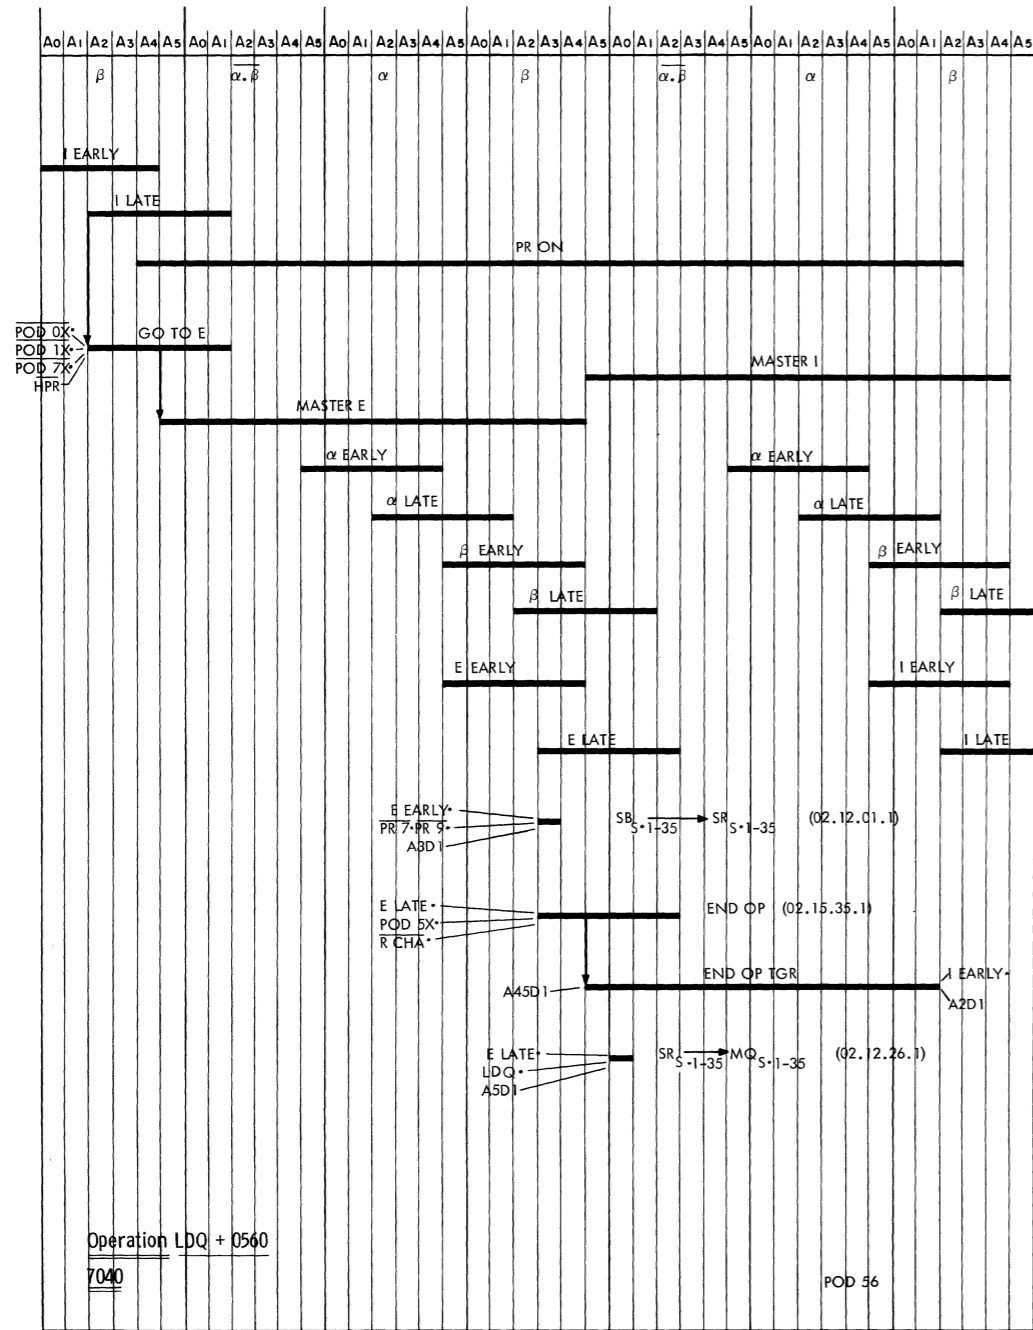 A0 A1 A2 A3 A4 A5 A0 A1 A2 A3 A4 A5 A0 A1 A2 A3 A4 A5 A0 A1 A2 A3 A4 A5 A0 A1 A2 A3 A4 A5 A0 A1 A2 A3 A4 A5 A0 A1 A2 A3 A4 A5
β α.β α β α.β α β
I EARLY
I LATE
PR ON
POD 0X•
GO TO E
POD 1X•
POD 7X•
HPR
MASTER I
MASTER E
α EARLY α EARLY
α LATE α LATE
β EARLY β EARLY
β LATE β LATE
E EARLY I EARLY
E LATE I LATE
E EARLY•
PR 7•PR 9•
A3D1
SB S•1-35 → SR S•1-35 (02.12.01.1)
E LATE•
POD 5X•
R CHA•
END OP (02.15.35.1)
END OP TGR
I EARLY•
A2D1
A45D1
E LATE•
LDQ•
A5D1
SR S•1-35 → MQ S•1-35 (02.12.26.1)
Operation LDQ + 0560
7040
POD 56